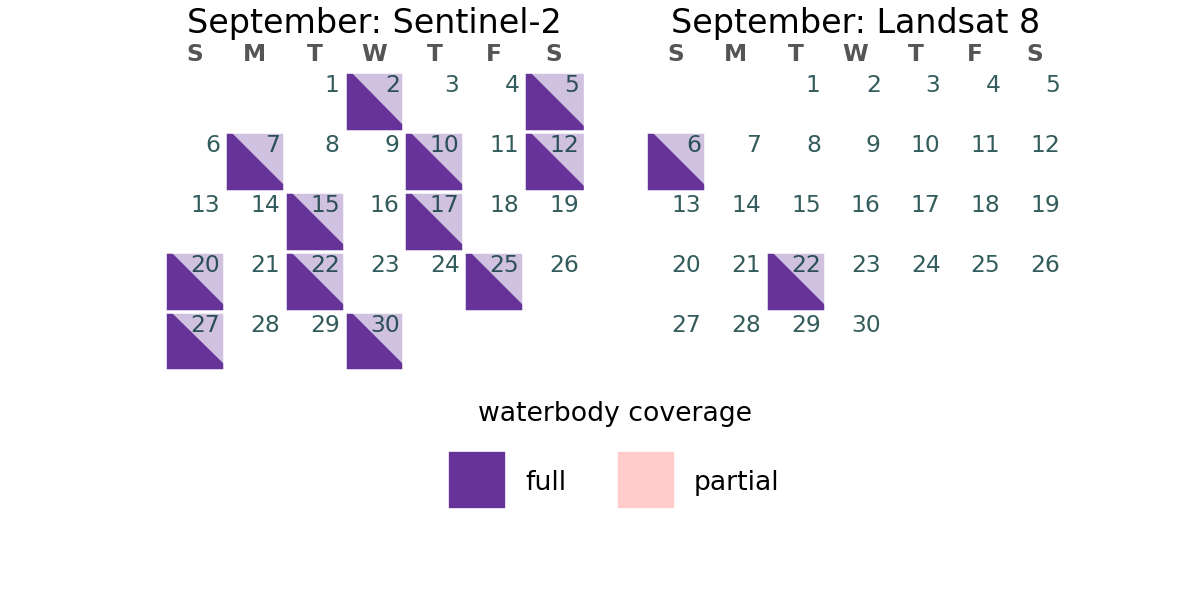 September: Sentinel-2
S M T W T F S
1 2 3 4 5
6 7 8 9 10 11 12
13 14 15 16 17 18 19
20 21 22 23 24 25 26
27 28 29 30
September: Landsat 8
S M T W T F S
1 2 3 4 5
6 7 8 9 10 11 12
13 14 15 16 17 18 19
20 21 22 23 24 25 26
27 28 29 30
waterbody coverage
full
partial